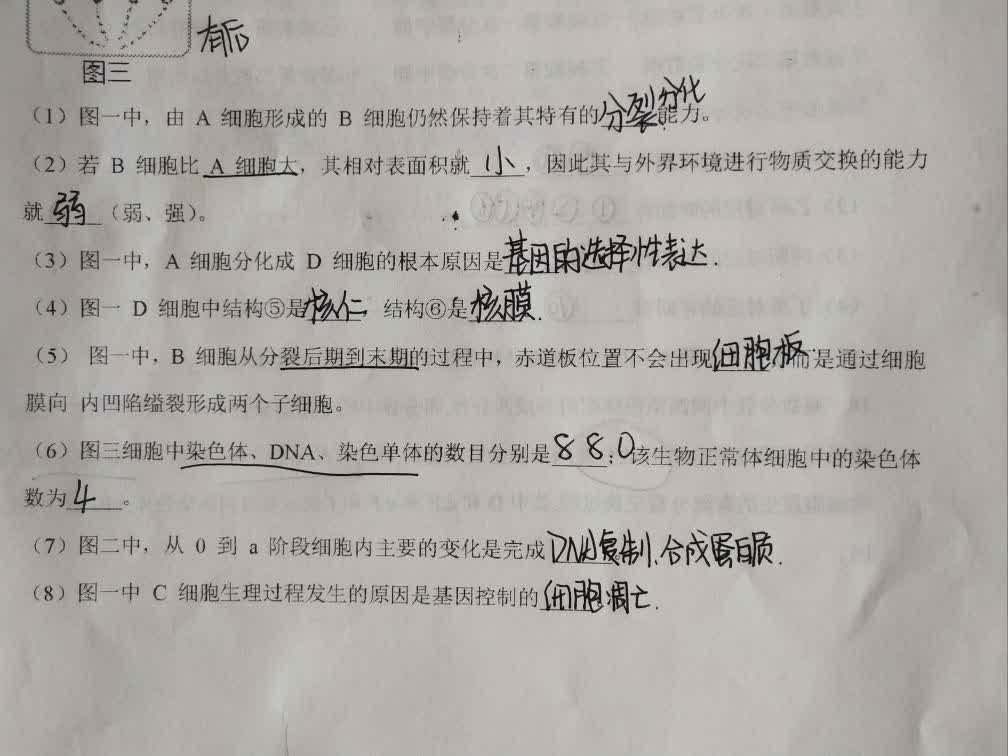 有后
图三
（1）图一中，由 A 细胞形成的 B 细胞仍然保持着其特有的分裂分化能力。
（2）若 B 细胞比 A 细胞大，其相对表面积就小，因此其与外界环境进行物质交换的能力
就弱（弱、强）。
（3）图一中，A 细胞分化成 D 细胞的根本原因是基因的选择性表达.
（4）图一 D 细胞中结构⑤是核仁，结构⑥是核膜.
（5） 图一中，B 细胞从分裂后期到末期的过程中，赤道板位置不会出现细胞板，而是通过细胞
膜向 内凹陷缢裂形成两个子细胞。
（6）图三细胞中染色体、DNA、染色单体的数目分别是8 8 0；该生物正常体细胞中的染色体
数为4。
（7）图二中，从 0 到 a 阶段细胞内主要的变化是完成DNA复制、合成蛋白质.
（8）图一中 C 细胞生理过程发生的原因是基因控制的细胞凋亡.